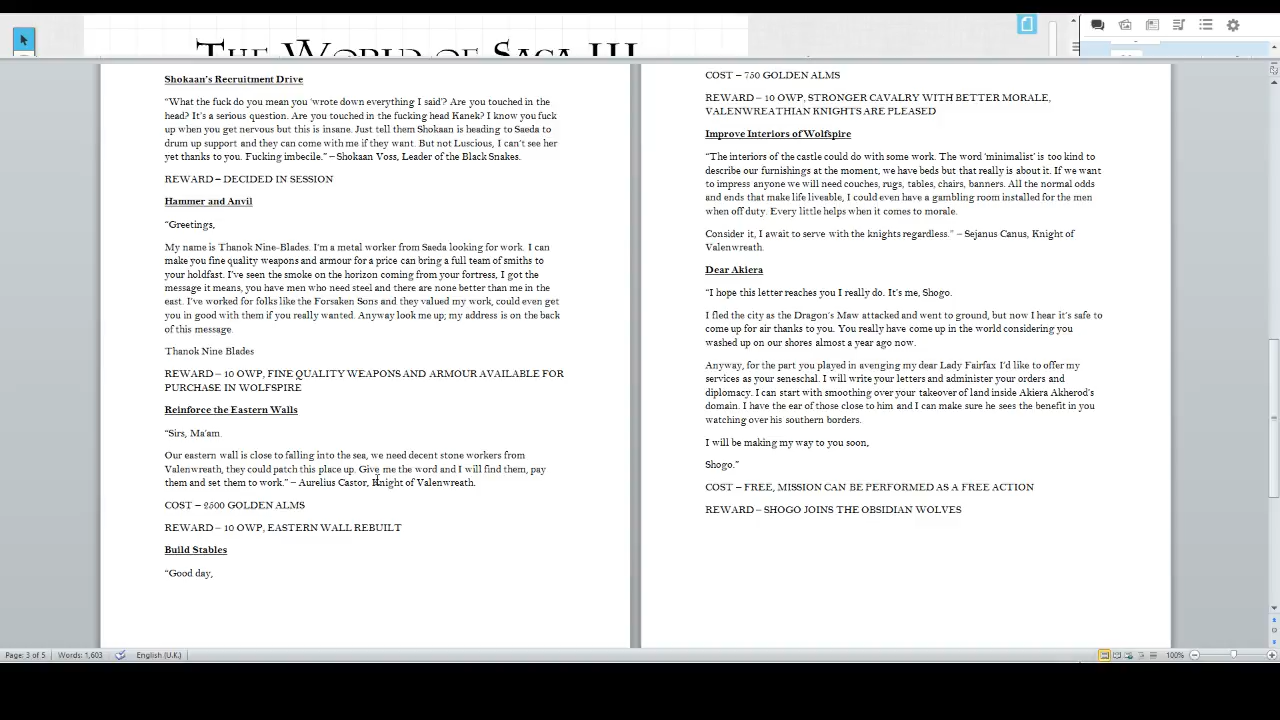 THE WORLD OF SAGA III
Shokaan's Recruitment Drive
"What the fuck do you mean you 'wrote down everything I said'? Are you touched in the
head? It's a serious question. Are you touched in the fucking head Kanek? I know you fuck
up when you get nervous but this is insane. Just tell them Shokaan is heading to Saeda to
drum up support and they can come with me if they want. But not Luscious, I can't see her
yet thanks to you. Fucking imbecile." – Shokaan Voss, Leader of the Black Snakes.
REWARD – DECIDED IN SESSION
Hammer and Anvil
"Greetings,
My name is Thanok Nine-Blades. I'm a metal worker from Saeda looking for work. I can
make you fine quality weapons and armour for a price can bring a full team of smiths to
your holdfast. I've seen the smoke on the horizon coming from your fortress, I got the
message it means, you have men who need steel and there are none better than me in the
east. I've worked for folks like the Forsaken Sons and they valued my work, could even get
you in good with them if you really wanted. Anyway look me up; my address is on the back
of this message.
Thanok Nine Blades
REWARD – 10 OWP, FINE QUALITY WEAPONS AND ARMOUR AVAILABLE FOR
PURCHASE IN WOLFSPIRE
Reinforce the Eastern Walls
"Sirs, Ma'am.
Our eastern wall is close to falling into the sea, we need decent stone workers from
Valenwreath, they could patch this place up. Give me the word and I will find them, pay
them and set them to work." – Aurelius Castor, Knight of Valenwreath.
COST – 2500 GOLDEN ALMS
REWARD – 10 OWP, EASTERN WALL REBUILT
Build Stables
"Good day,
COST – 750 GOLDEN ALMS
REWARD – 10 OWP, STRONGER CAVALRY WITH BETTER MORALE,
VALENWREATHIAN KNIGHTS ARE PLEASED
Improve Interiors of Wolfspire
"The interiors of the castle could do with some work. The word 'minimalist' is too kind to
describe our furnishings at the moment, we have beds but that really is about it. If we want
to impress anyone we will need couches, rugs, tables, chairs, banners. All the normal odds
and ends that make life liveable, I could even have a gambling room installed for the men
when off duty. Every little helps when it comes to morale.
Consider it, I await to serve with the knights regardless." – Sejanus Canus, Knight of
Valenwreath.
Dear Akiera
"I hope this letter reaches you I really do. It's me, Shogo.
I fled the city as the Dragon's Maw attacked and went to ground, but now I hear it's safe to
come up for air thanks to you. You really have come up in the world considering you
washed up on our shores almost a year ago now.
Anyway, for the part you played in avenging my dear Lady Fairfax I'd like to offer my
services as your seneschal. I will write your letters and administer your orders and
diplomacy. I can start with smoothing over your takeover of land inside Akiera Akherod's
domain. I have the ear of those close to him and I can make sure he sees the benefit in you
watching over his southern borders.
I will be making my way to you soon,
Shogo."
COST – FREE, MISSION CAN BE PERFORMED AS A FREE ACTION
REWARD – SHOGO JOINS THE OBSIDIAN WOLVES
Page: 3 of 5
Words: 1,603
English (U.K.)
100%